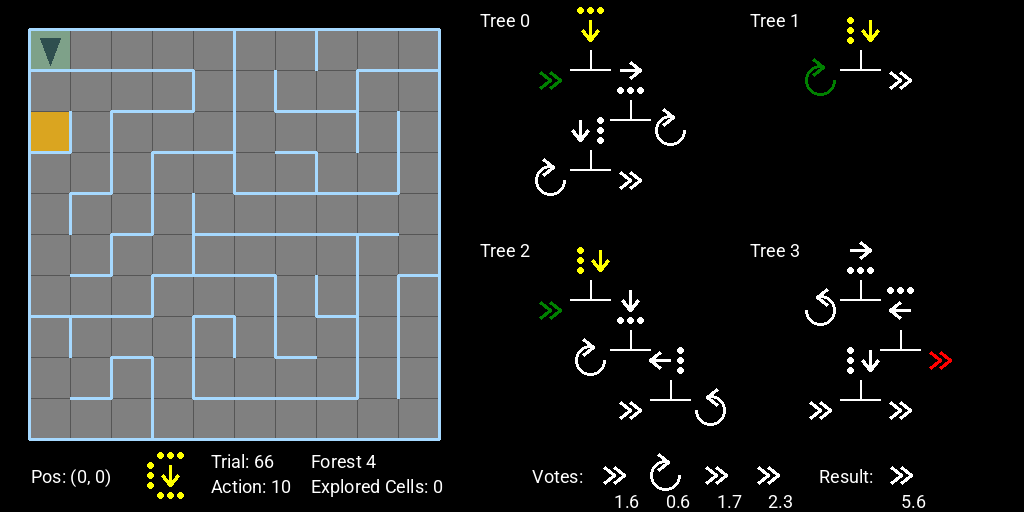 Tree 0
Tree 1
Tree 2
Tree 3
Pos: (0, 0)
Trial: 66
Forest 4
Action: 10
Explored Cells: 0
Votes:
1.6
0.6
1.7
2.3
Result:
5.6